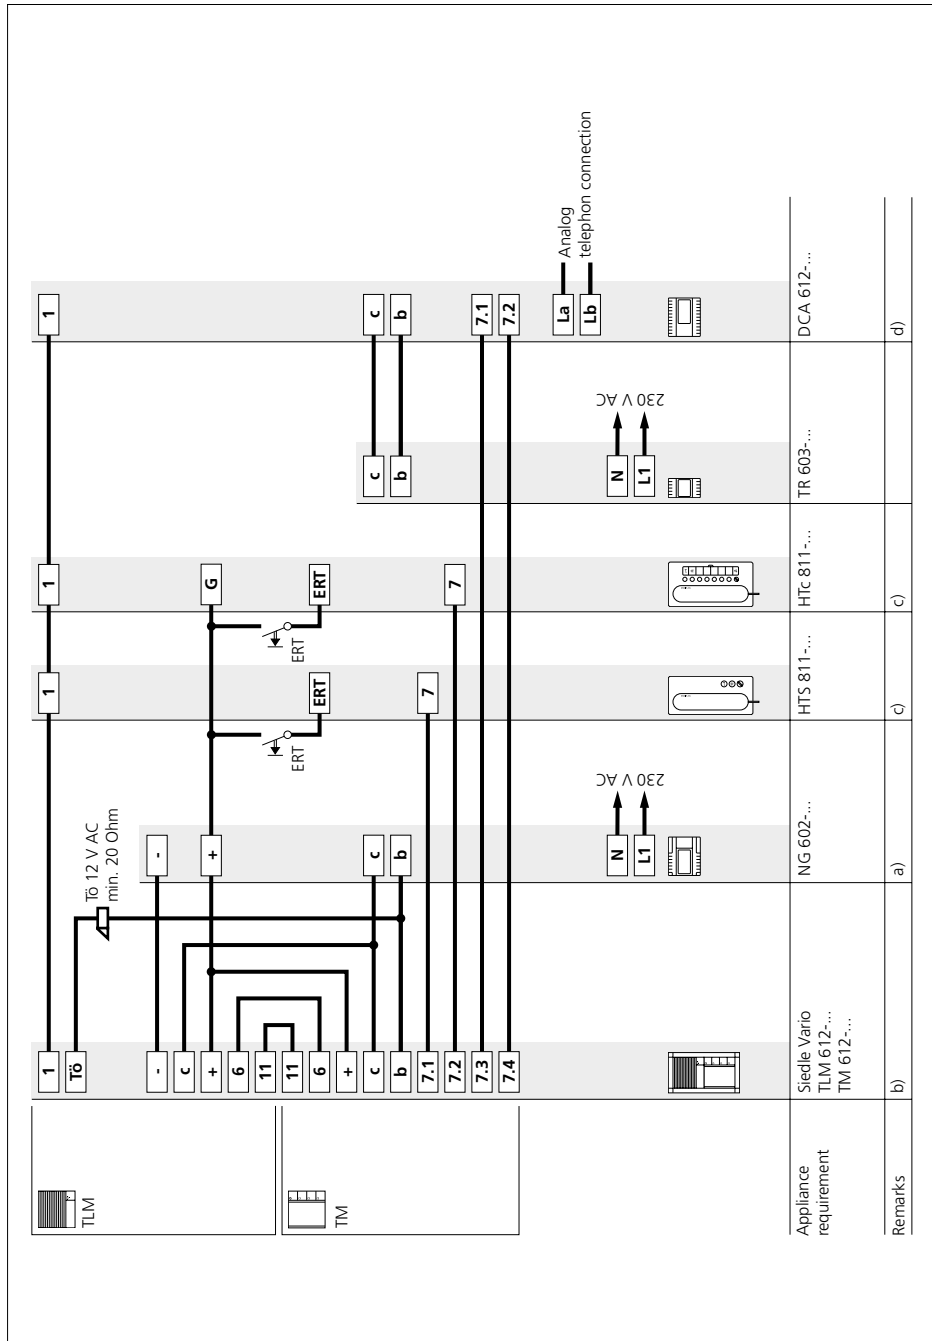 TLM
TM
Appliance
requirement
Remarks
1
Tö
-
c
+
6
11
11
6
+
c
b
7.1
7.2
7.3
7.4
Siedle Vario
TLM 612-...
TM 612-...
b)
Tö 12 V AC
min. 20 Ohm
-
+
c
b
N
L1
230 V AC
NG 602-...
a)
ERT
1
ERT
7
HTS 811-...
c)
ERT
1
G
ERT
7
HTc 811-...
c)
c
b
N
L1
230 V AC
TR 603-...
1
c
b
7.1
7.2
La
Lb
Analog
telephon connection
DCA 612-...
d)